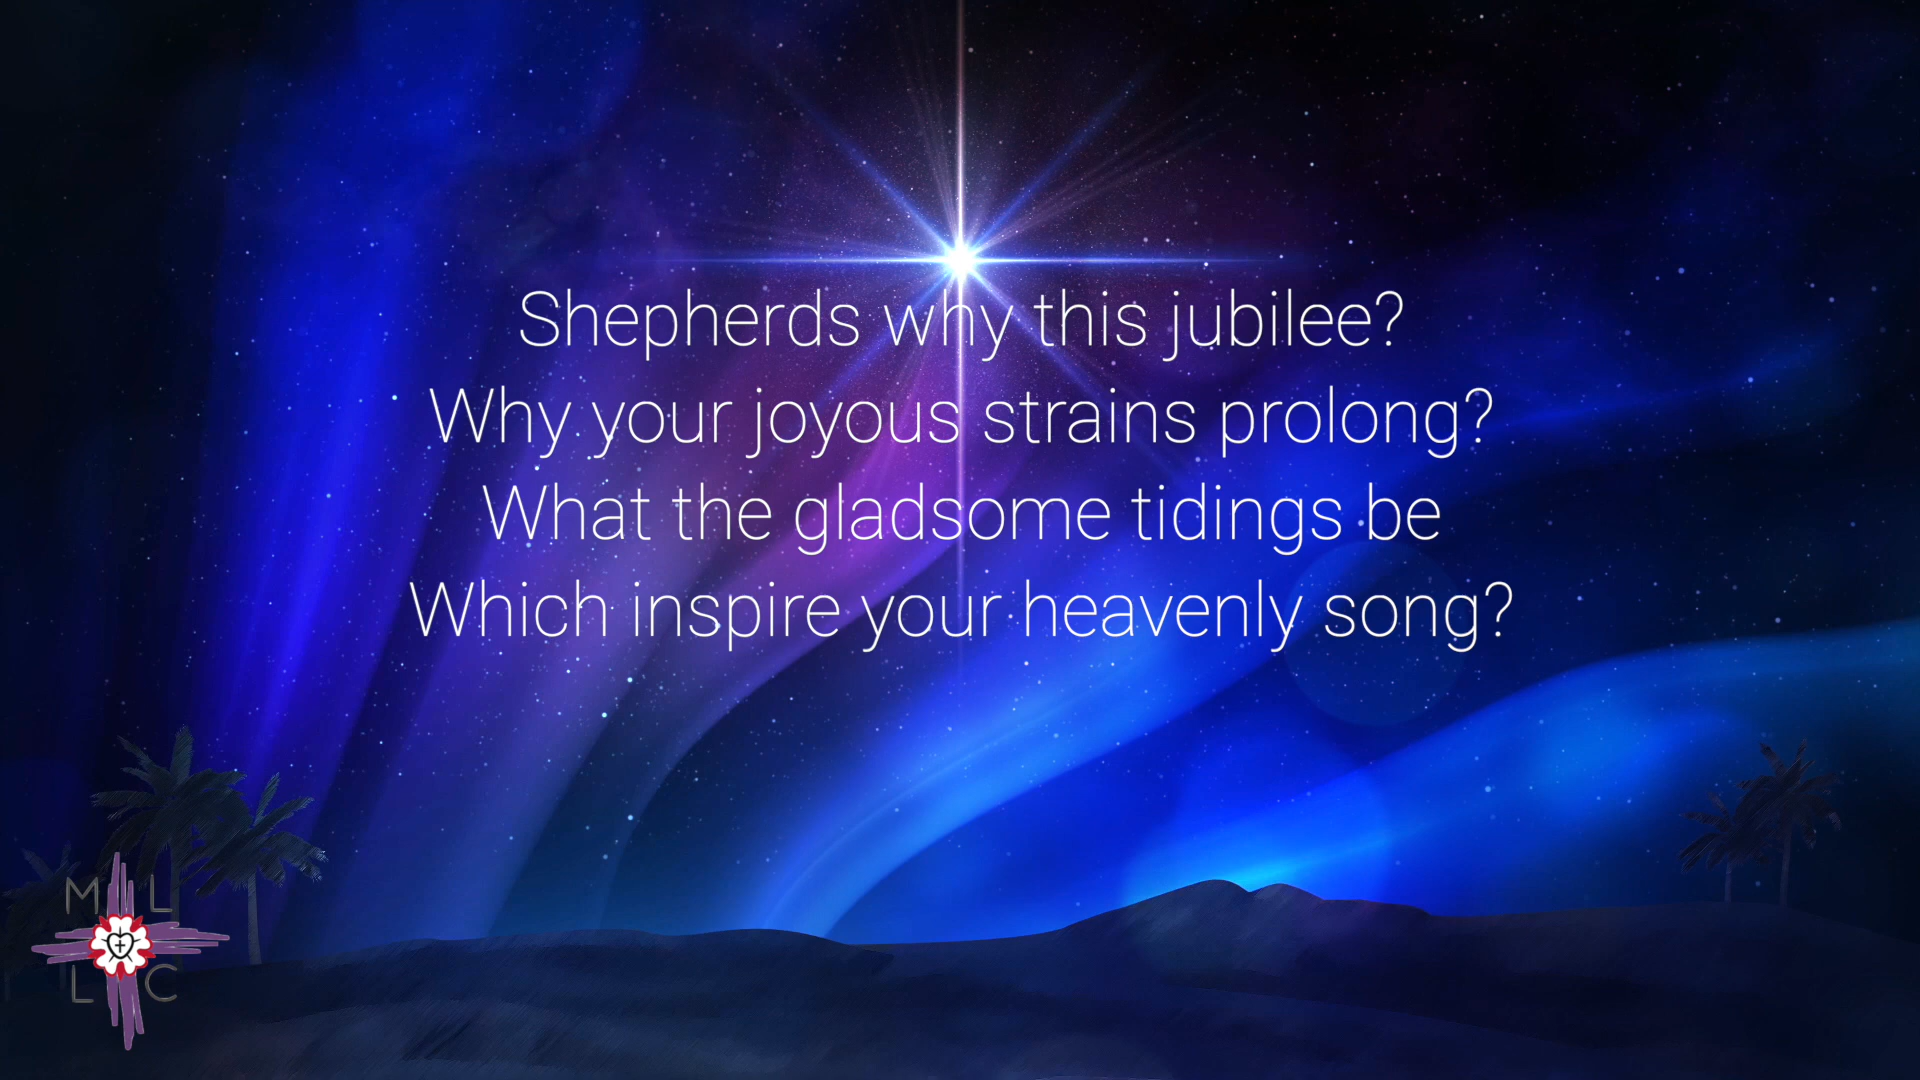 Shepherds why this jubilee?
Why your joyous strains prolong?
What the gladsome tidings be
Which inspire your heavenly song?
M L
L C